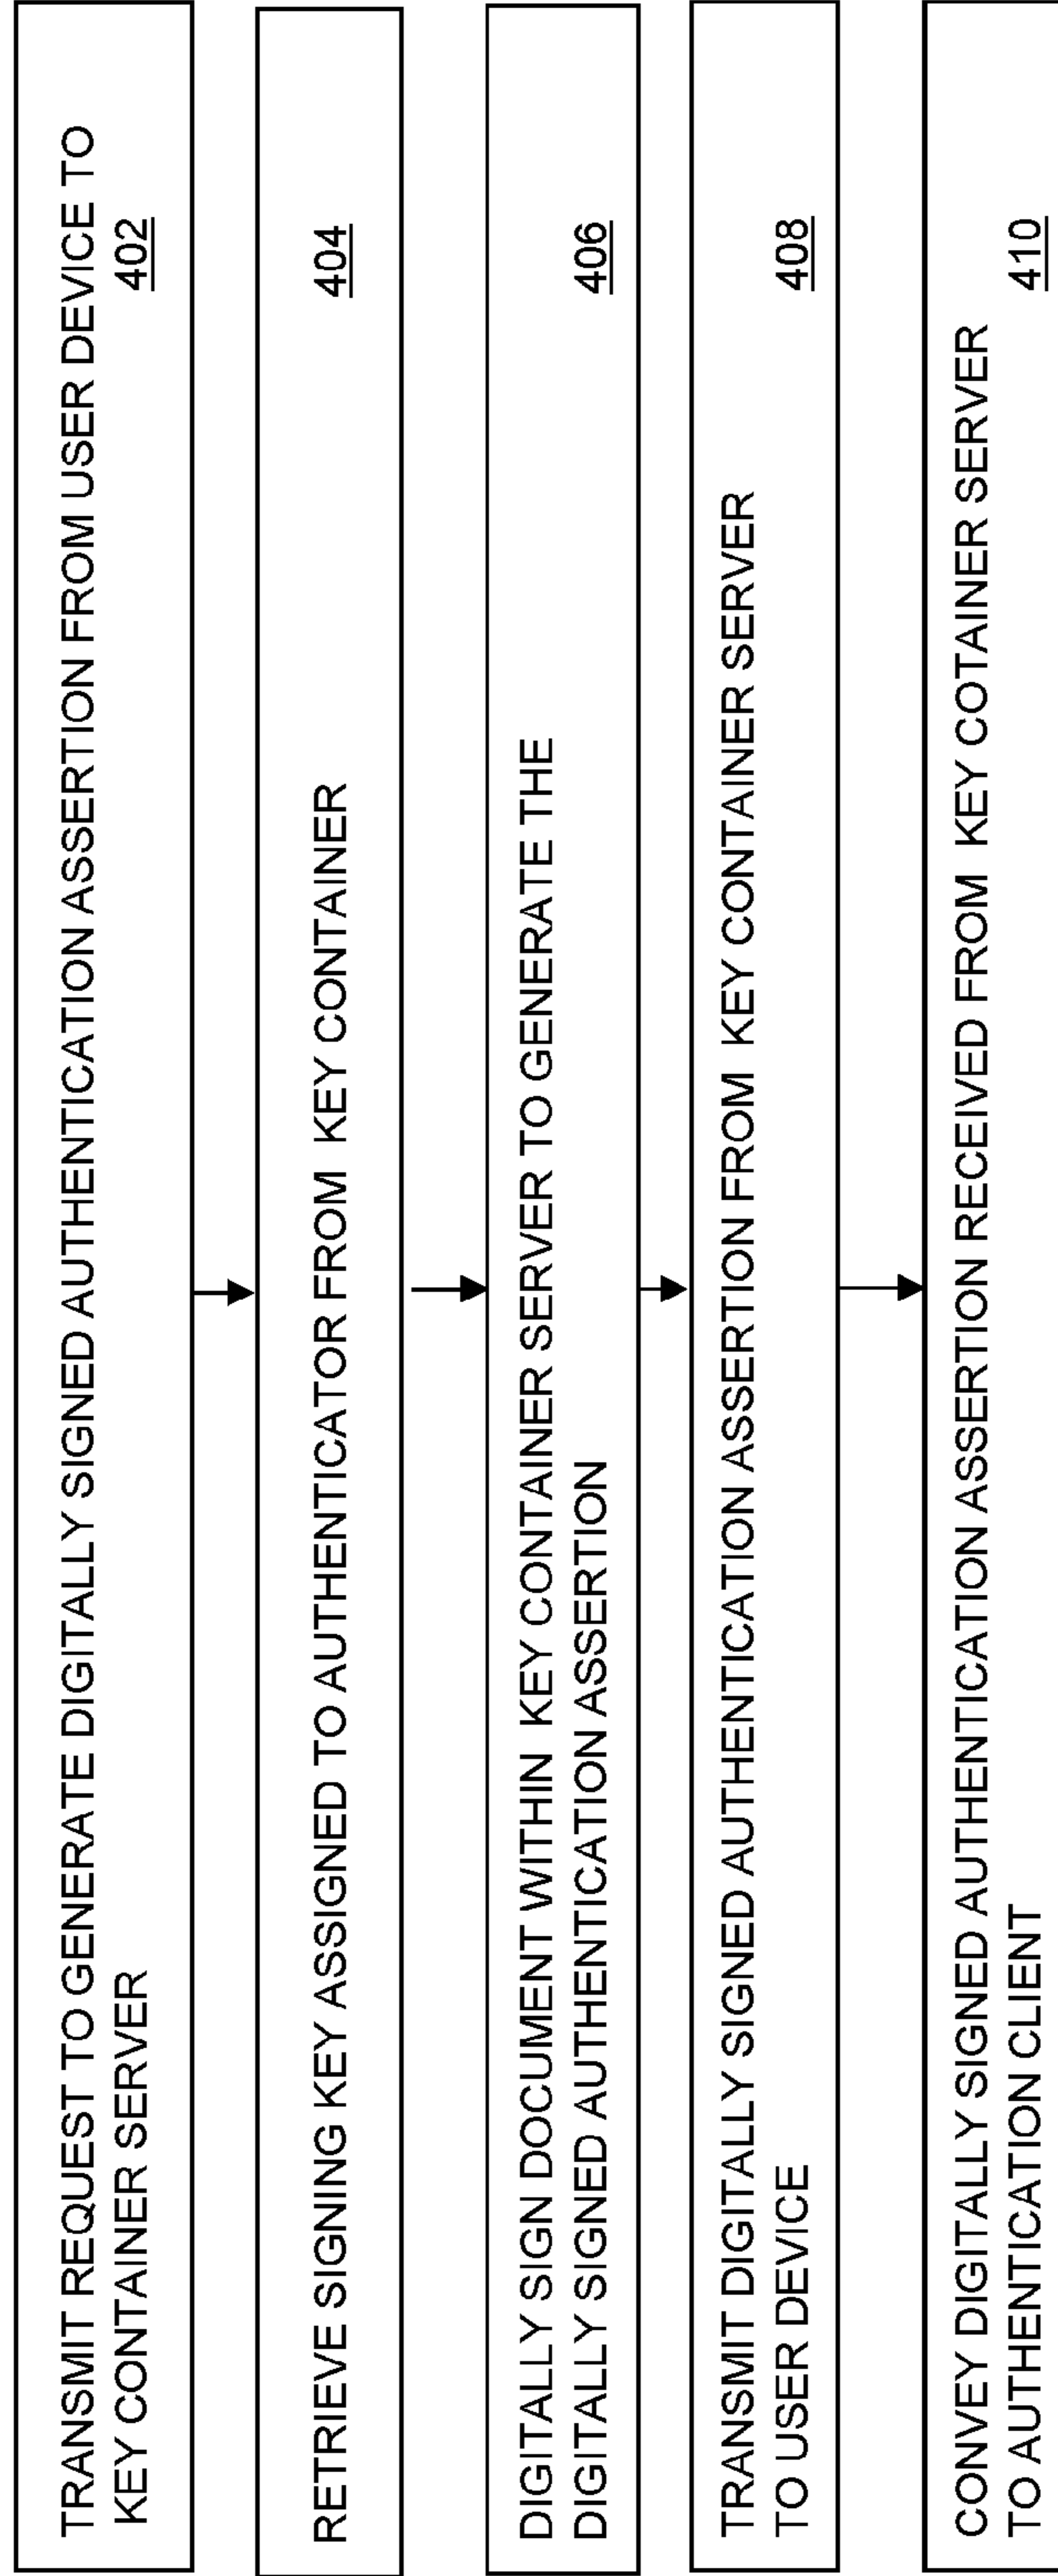 TRANSMIT REQUEST TO GENERATE DIGITALLY SIGNED AUTHENTICATION ASSERTION FROM USER DEVICE TO
KEY CONTAINER SERVER 402
RETRIEVE SIGNING KEY ASSIGNED TO AUTHENTICATOR FROM KEY CONTAINER 404
DIGITALLY SIGN DOCUMENT WITHIN KEY CONTAINER SERVER TO GENERATE THE
DIGITALLY SIGNED AUTHENTICATION ASSERTION 406
TRANSMIT DIGITALLY SIGNED AUTHENTICATION ASSERTION FROM KEY CONTAINER SERVER
TO USER DEVICE 408
CONVEY DIGITALLY SIGNED AUTHENTICATION ASSERTION RECEIVED FROM KEY COTAINER SERVER
TO AUTHENTICATION CLIENT 410